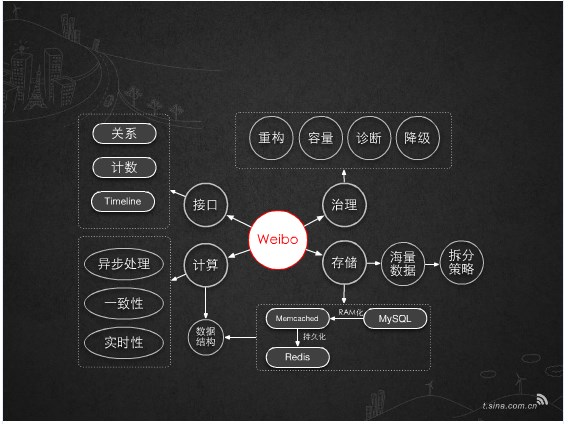 重构
容量
诊断
降级
关系
计数
Timeline
接口
治理
Weibo
计算
存储
海量
数据
拆分
策略
异步处理
一致性
实时性
数据
结构
Memcached
RAM化
MySQL
持久化
Redis
t.sina.com.cn